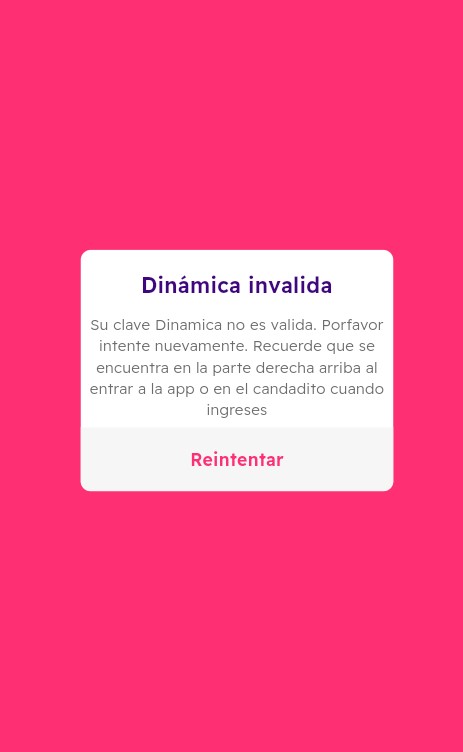 Dinámica invalida
Su clave Dinamica no es valida. Porfavor
intente nuevamente. Recuerde que se
encuentra en la parte derecha arriba al
entrar a la app o en el candadito cuando
ingreses
Reintentar